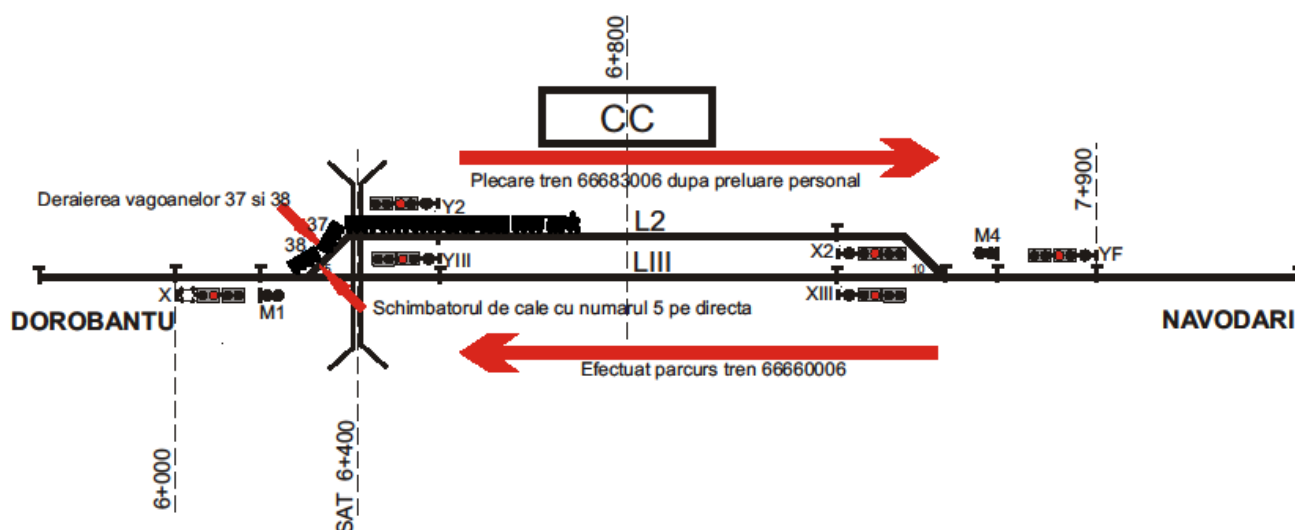 6+800
CC
Plecare tren 66683006 dupa preluare personal
7+900
Deraierea vagoanelor 37 si 38
37
38
Y2
L2
YIII
LIII
X2
10
M4
YF
X
M1
XIII
Schimbatorul de cale cu numarul 5 pe directa
DOROBANTU
NAVODARI
Efectuat parcurs tren 66660006
6+000
SAT 6+400